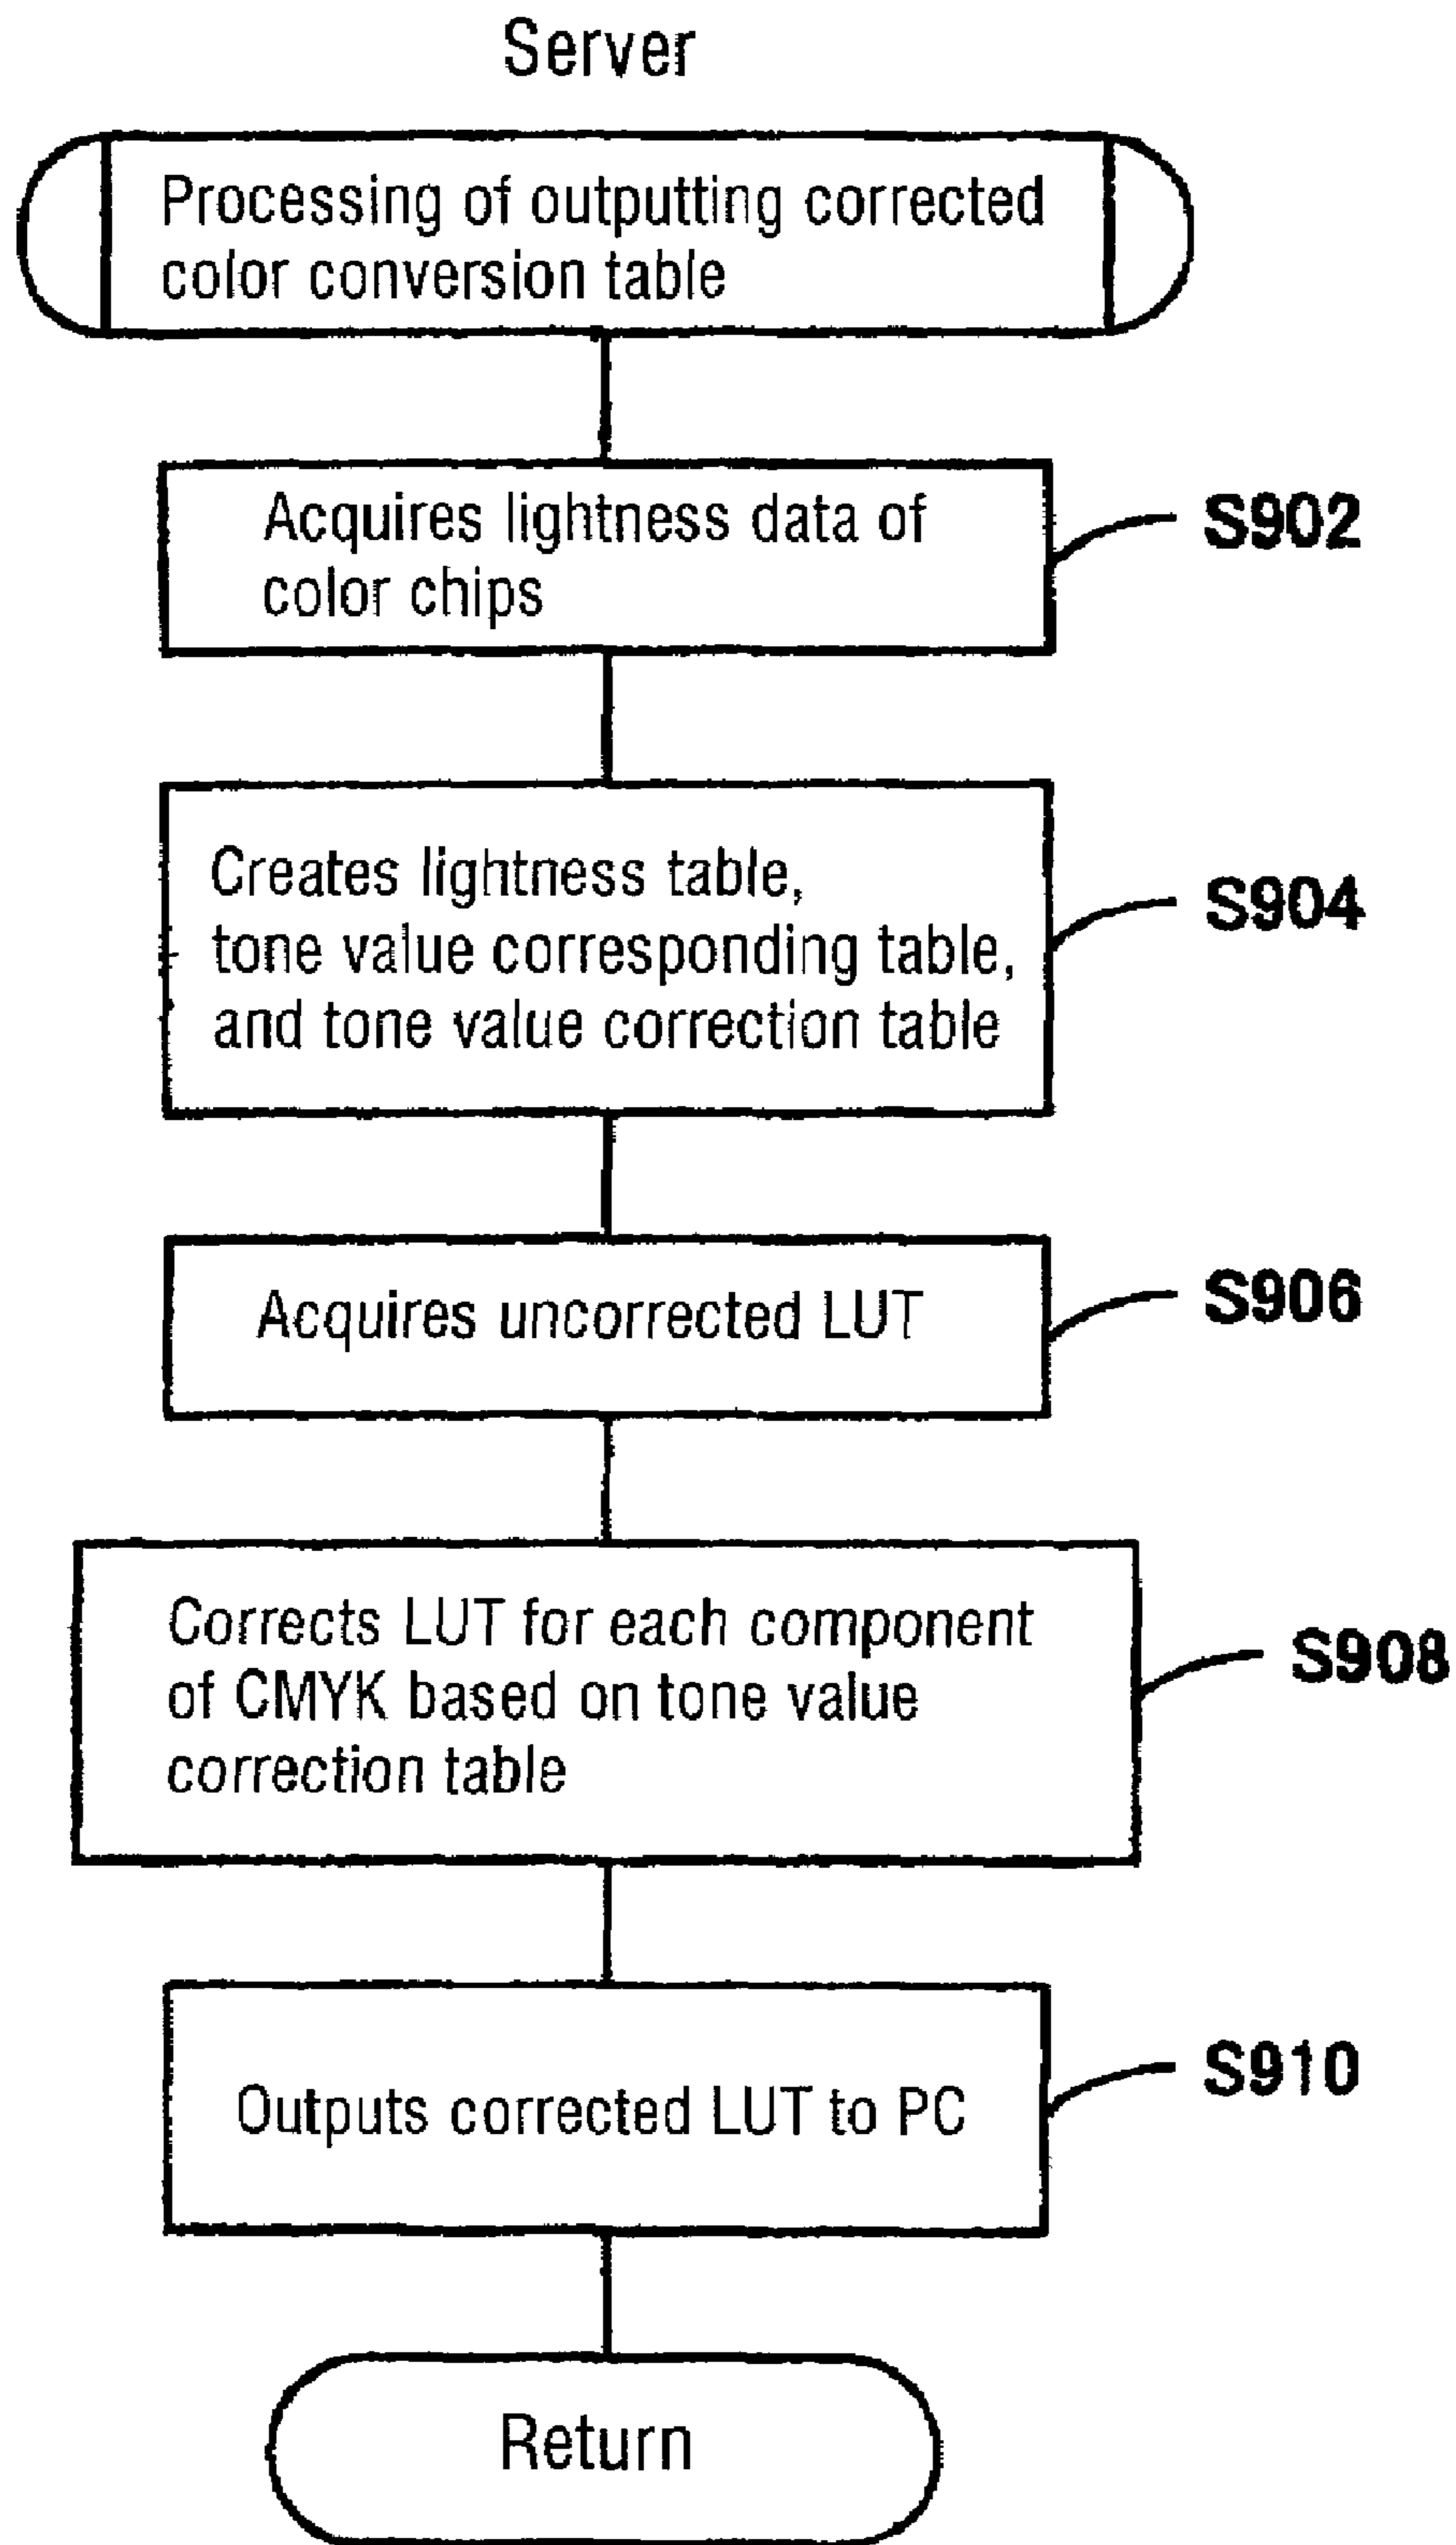 Server
Processing of outputting corrected
color conversion table
Acquires lightness data of
color chips
S902
Creates lightness table,
tone value corresponding table,
and tone value correction table
S904
Acquires uncorrected LUT
S906
Corrects LUT for each component
of CMYK based on tone value
correction table
S908
Outputs corrected LUT to PC
S910
Return